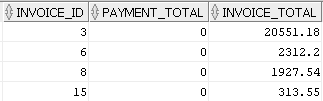 INVOICE_ID PAYMENT_TOTAL INVOICE_TOTAL
3 0 20551.18
6 0 2312.2
8 0 1927.54
15 0 313.55